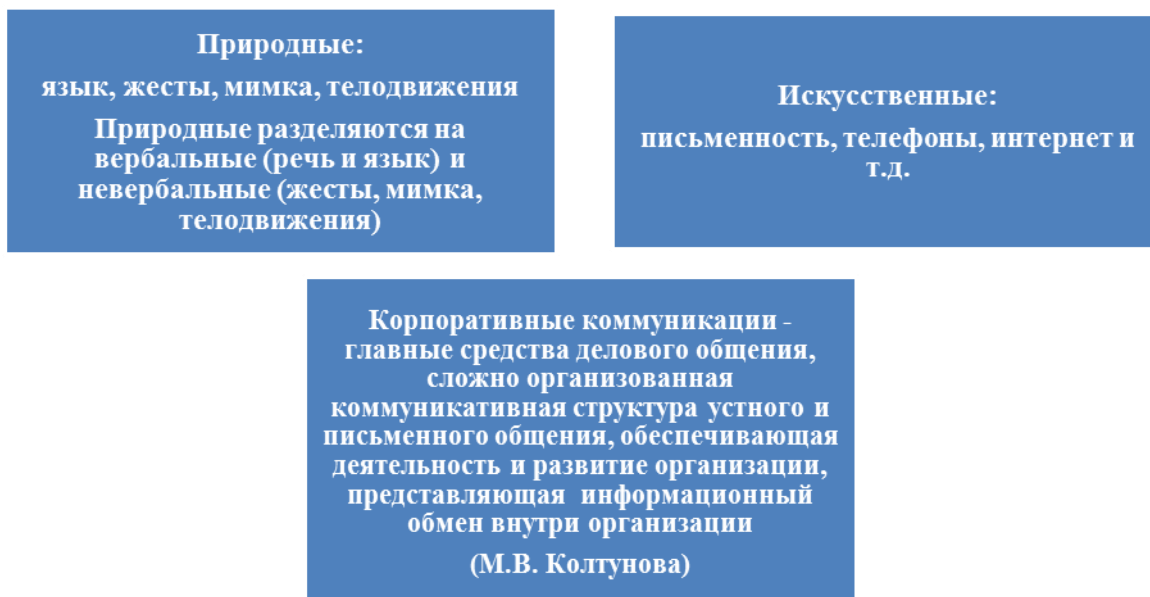 Природные:
язык, жесты, мимка, телодвижения
Природные разделяются на
вербальные (речь и язык) и
невербальные (жесты, мимка,
телодвижения)
Искусственные:
письменность, телефоны, интернет и
т.д.
Корпоративные коммуникации -
главные средства делового общения,
сложно организованная
коммуникативная структура устного и
письменного общения, обеспечивающая
деятельность и развитие организации,
представляющая информационный
обмен внутри организации
(М.В. Колтунова)